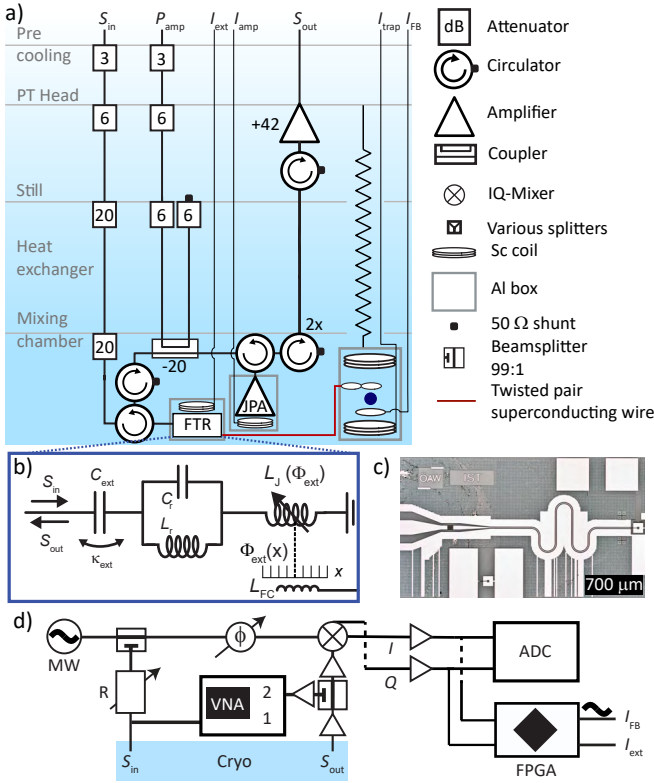 a)
S_in P_amp I_ext I_amp S_out I_trap I_FB
Pre
cooling
3 3
PT Head
6 6
+42
Still
20 6 6
Heat
exchanger
Mixing
chamber
20
-20
2x
JPA
FTR
dB Attenuator
Circulator
Amplifier
Coupler
IQ-Mixer
Various splitters
Sc coil
Al box
50 Ω shunt
Beamsplitter
99:1
Twisted pair
superconducting wire
b)
S_in
S_out
C_ext
κ_ext
C_r
L_r
L_J (Φ_ext)
Φ_ext(x)
x
L_FC
c)
OAW
700 µm
d)
MW
ϕ
I
Q
ADC
R
VNA 2
1
FPGA
I_FB
I_ext
S_in Cryo S_out